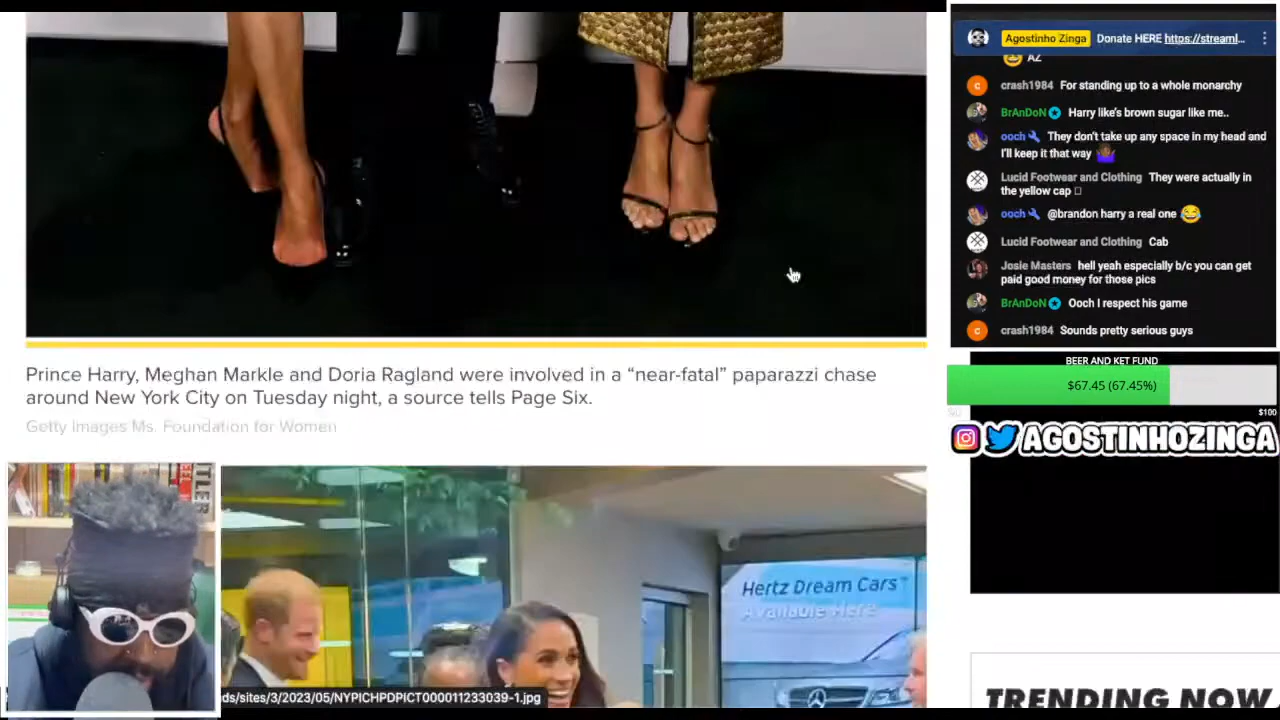 Agostinho Zinga Donate HERE https://streaml...
AZ
crash1984 For standing up to a whole monarchy
BrAnDoN Harry like's brown sugar like me..
ooch They don't take up any space in my head and
I'll keep it that way
Lucid Footwear and Clothing They were actually in
the yellow cap
ooch @brandon harry a real one
Lucid Footwear and Clothing Cab
Josie Masters hell yeah especially b/c you can get
paid good money for those pics
BrAnDoN Ooch I respect his game
crash1984 Sounds pretty serious guys
BEER AND KET FUND
$67.45 (67.45%)
$0 $100
@AGOSTINHOZINGA
Prince Harry, Meghan Markle and Doria Ragland were involved in a “near-fatal” paparazzi chase
around New York City on Tuesday night, a source tells Page Six.
Getty Images Ms. Foundation for Women
Hertz Dream Cars
Available Here
ds/sites/3/2023/05/NYPICHPDPICT000011233039-1.jpg
TRENDING NOW